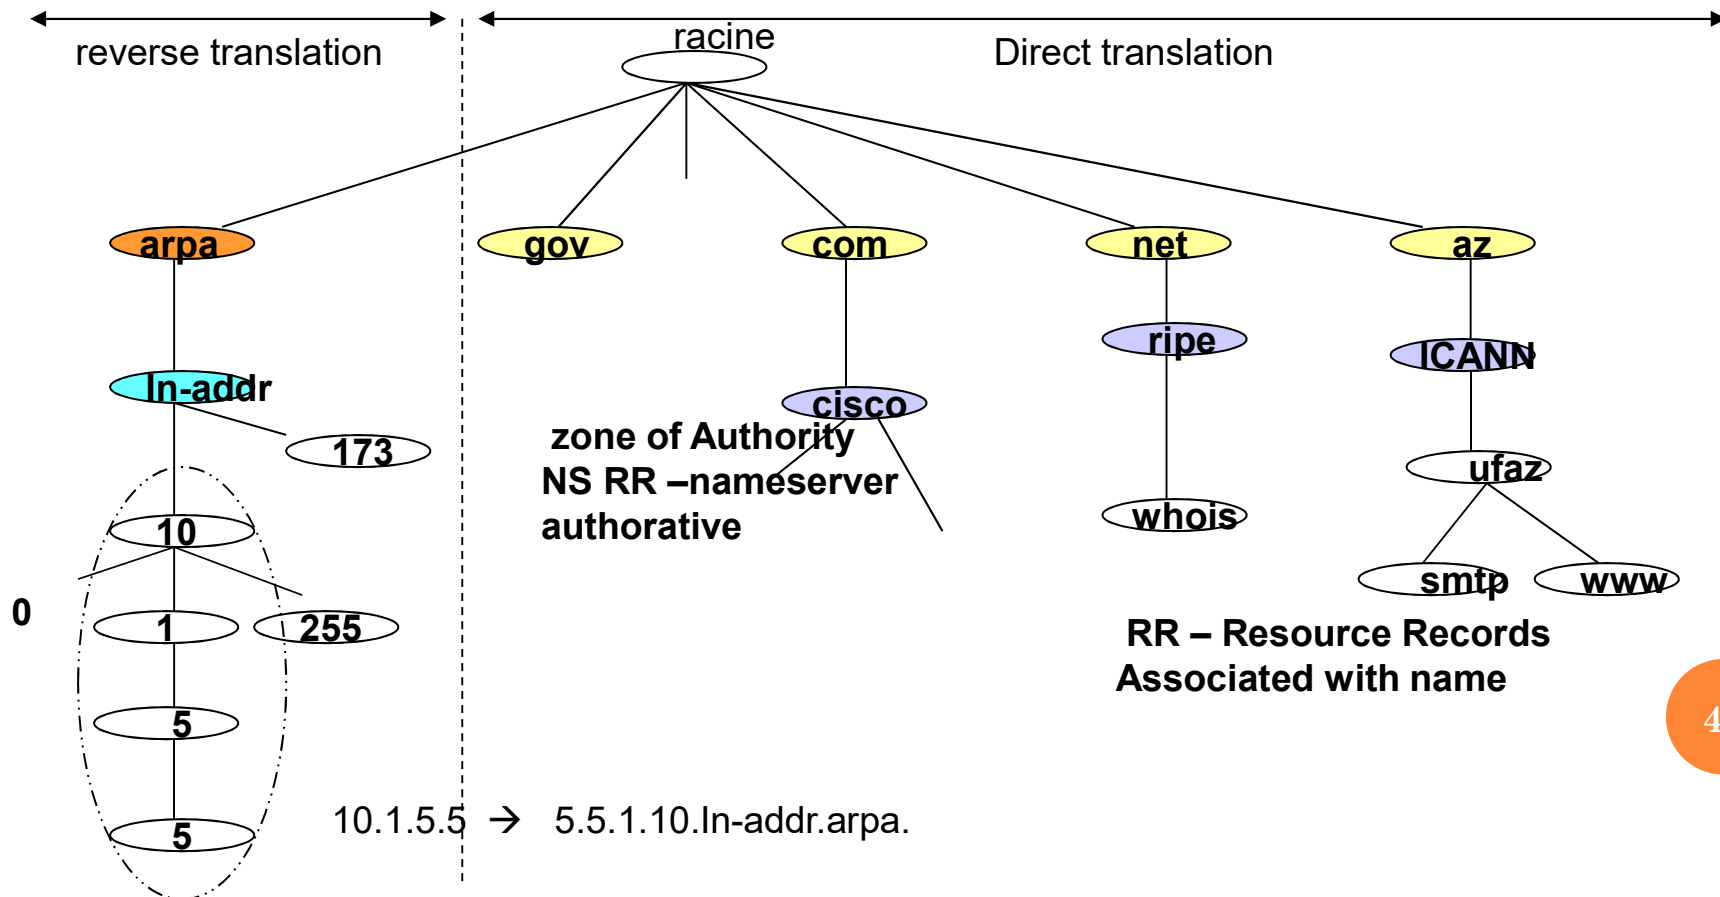 reverse translation
racine
Direct translation
arpa
gov
com
net
az
ripe
ICANN
In-addr
cisco
zone of Authority
173
NS RR –nameserver
ufaz
authorative
10
whois
smtp
www
0
1
255
RR – Resource Records
Associated with name
5
4
10.1.5.5 → 5.5.1.10.In-addr.arpa.
5